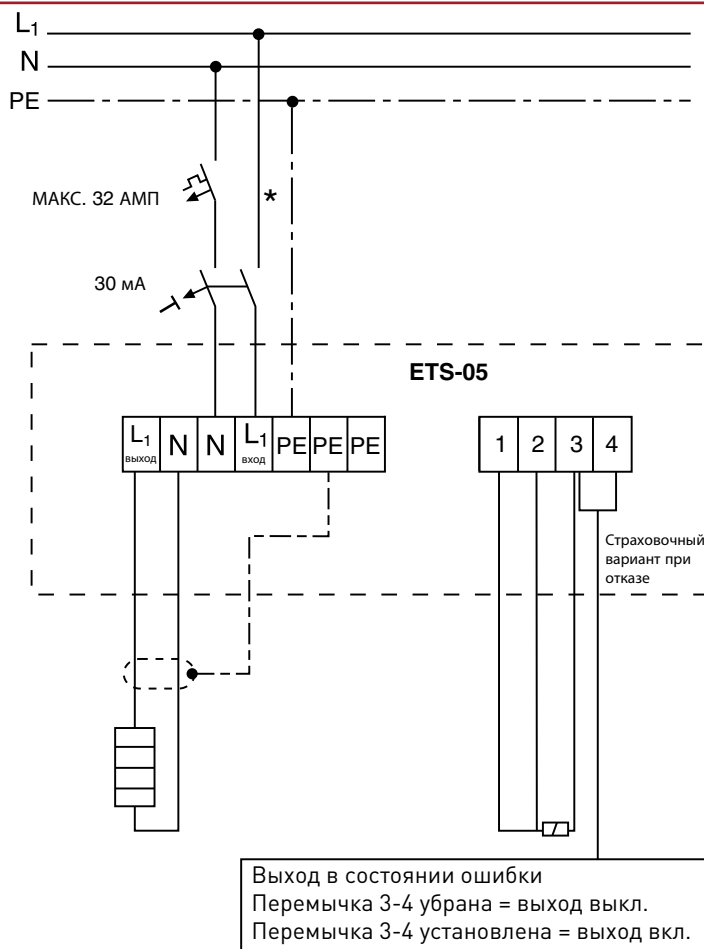 L1
N
PE
МАКС. 32 АМП
*
30 мА
ETS-05
L1 выход N N L1 вход PE PE PE
1 2 3 4
Страховочный
вариант при
отказе
Выход в состоянии ошибки
Перемычка 3-4 убрана = выход выкл.
Перемычка 3-4 установлена = выход вкл.